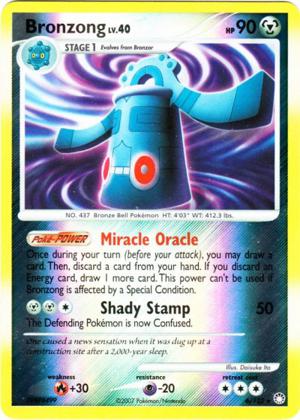 Bronzong LV.40 HP 90
STAGE 1 Evolves from Bronzor
NO. 437 Bronze Bell Pokémon HT: 4'03" WT: 412.3 lbs.
Poké-POWER Miracle Oracle
Once during your turn (before your attack), you may draw a
card. Then, discard a card from your hand. If you discard an
Energy card, draw 1 more card. This power can't be used if
Bronzong is affected by a Special Condition.
Shady Stamp 50
The Defending Pokémon is now Confused.
One caused a news sensation when it was dug up at a
construction site after a 2,000-year sleep.
Illus. Daisuke Ito
weakness +30 resistance -20 retreat cost
©2007 Pokémon/Nintendo